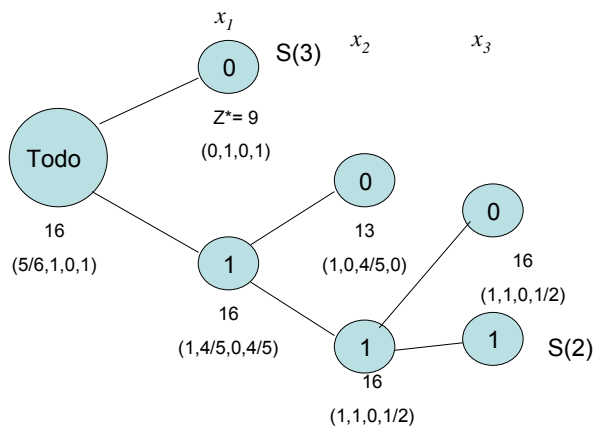 x1
x2
x3
0
S(3)
Z*= 9
(0,1,0,1)
Todo
16
(5/6,1,0,1)
0
13
(1,0,4/5,0)
0
16
(1,1,0,1/2)
1
16
(1,4/5,0,4/5)
1
16
(1,1,0,1/2)
1
S(2)